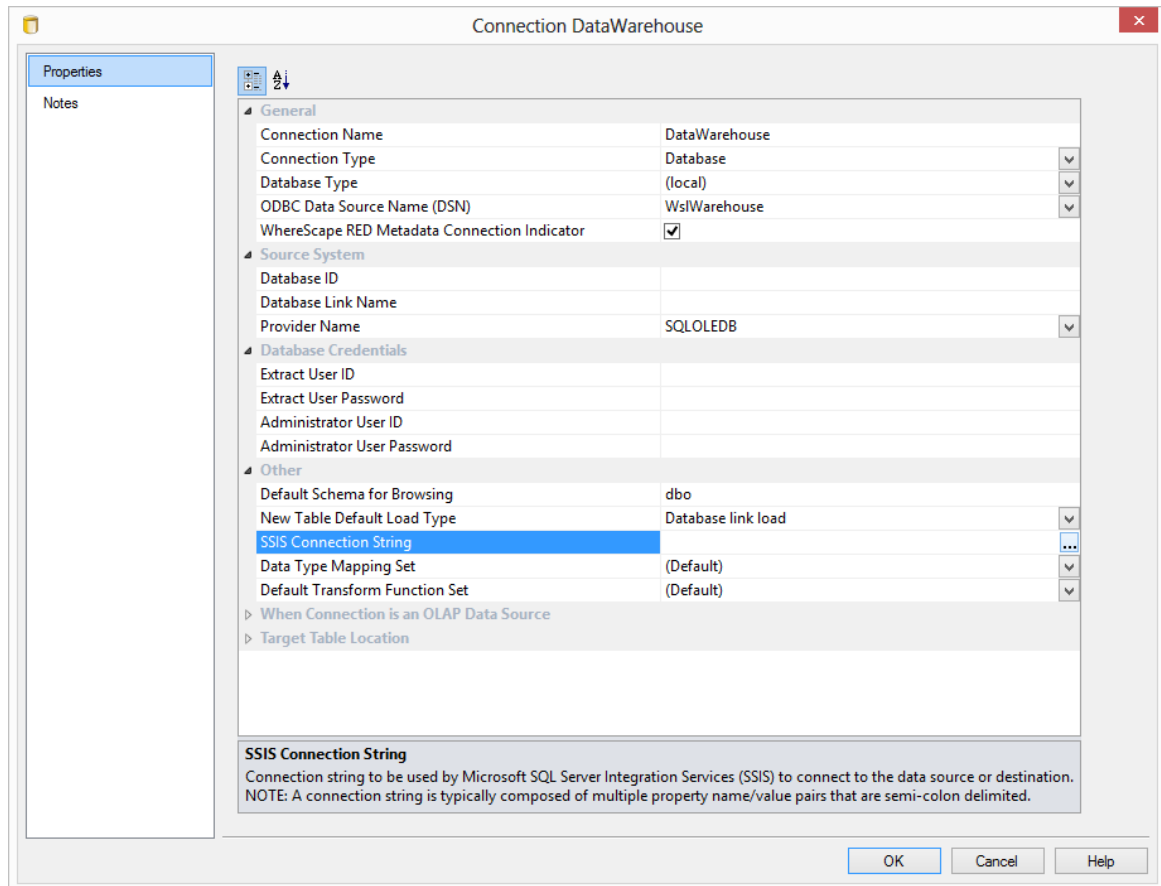 Connection DataWarehouse
Properties
Notes
General
Connection Name DataWarehouse
Connection Type Database
Database Type (local)
ODBC Data Source Name (DSN) WslWarehouse
WhereScape RED Metadata Connection Indicator
Source System
Database ID
Database Link Name
Provider Name SQLOLEDB
Database Credentials
Extract User ID
Extract User Password
Administrator User ID
Administrator User Password
Other
Default Schema for Browsing dbo
New Table Default Load Type Database link load
SSIS Connection String ...
Data Type Mapping Set (Default)
Default Transform Function Set (Default)
When Connection is an OLAP Data Source
Target Table Location
SSIS Connection String
Connection string to be used by Microsoft SQL Server Integration Services (SSIS) to connect to the data source or destination.
NOTE: A connection string is typically composed of multiple property name/value pairs that are semi-colon delimited.
OK Cancel Help